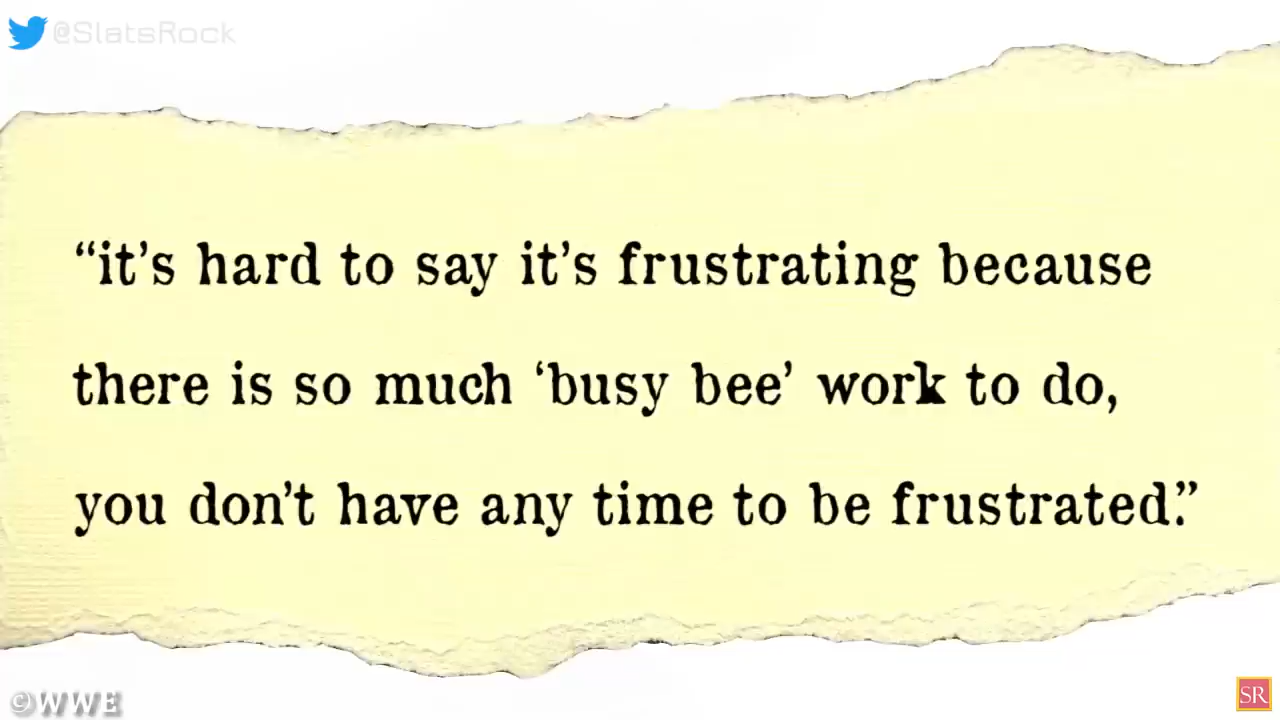 @SlatsRock
“it’s hard to say it’s frustrating because
there is so much ‘busy bee’ work to do,
you don’t have any time to be frustrated.”
©WWE
SR